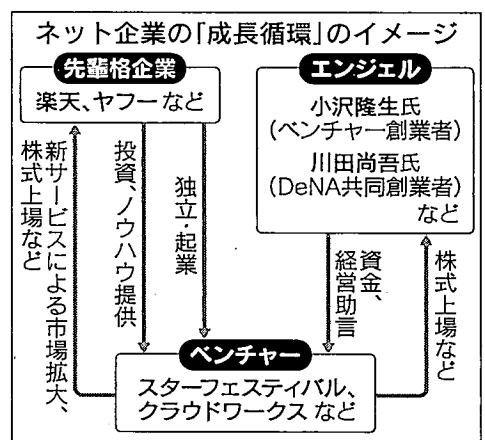 ネット企業の「成長循環」のイメージ
先輩格企業
楽天、ヤフーなど
エンジェル
小沢隆生氏
(ベンチャー創業者)
川田尚吾氏
(DeNA共同創業者)
など
新サービスによる市場拡大、
株式上場など
投資、ノウハウ提供
独立・起業
資金、
経営助言
株式上場など
ベンチャー
スターフェスティバル、
クラウドワークスなど